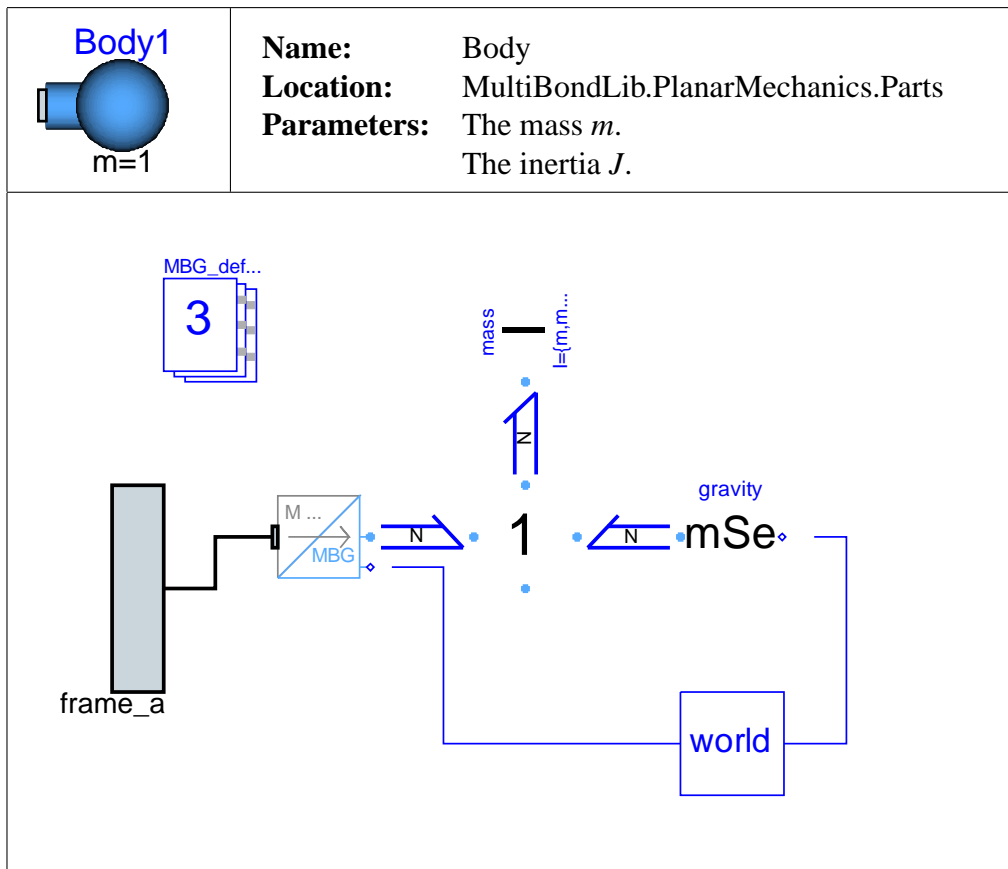 Body1
m=1
Name: Body
Location: MultiBondLib.PlanarMechanics.Parts
Parameters: The mass m.
The inertia J.
MBG_def...
3
mass
I={m,m...
N
M ...
MBG
N
1
N
gravity
mSe
frame_a
world